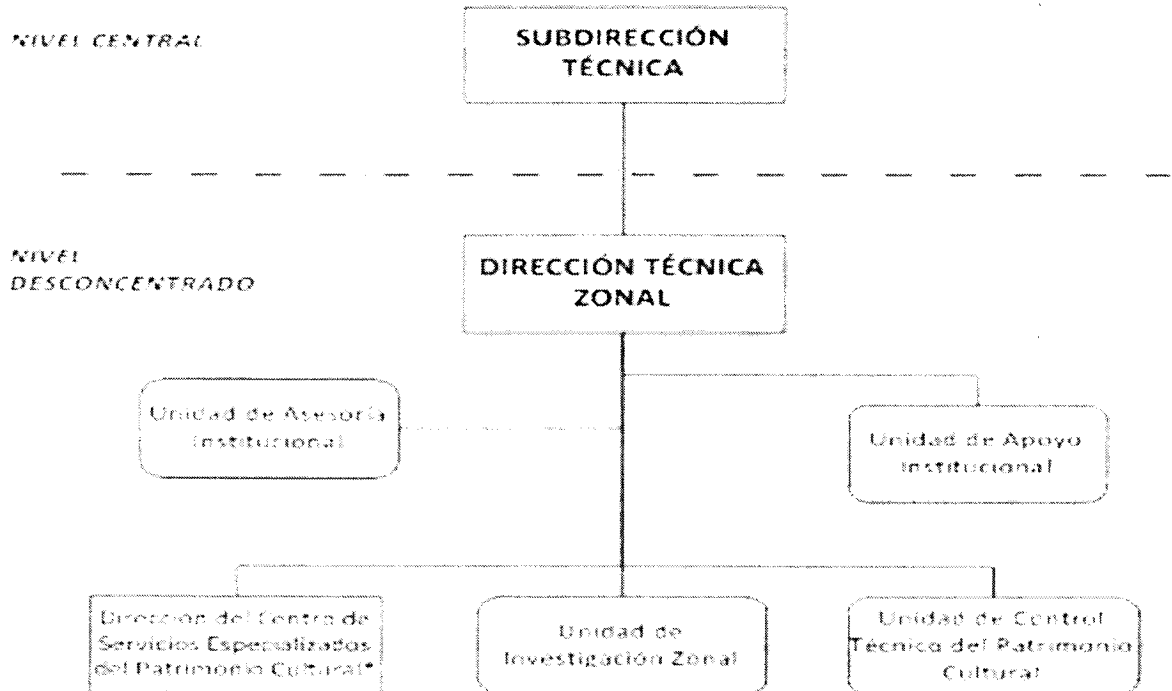 NIVEL CENTRAL
SUBDIRECCIÓN
TÉCNICA
NIVEL
DESCONCENTRADO
DIRECCIÓN TÉCNICA
ZONAL
Unidad de Asesoría
Institucional
Unidad de Apoyo
Institucional
Dirección del Centro de
Servicios Especializados
del Patrimonio Cultural*
Unidad de
Investigación Zonal
Unidad de Control
Técnico del Patrimonio
Cultural